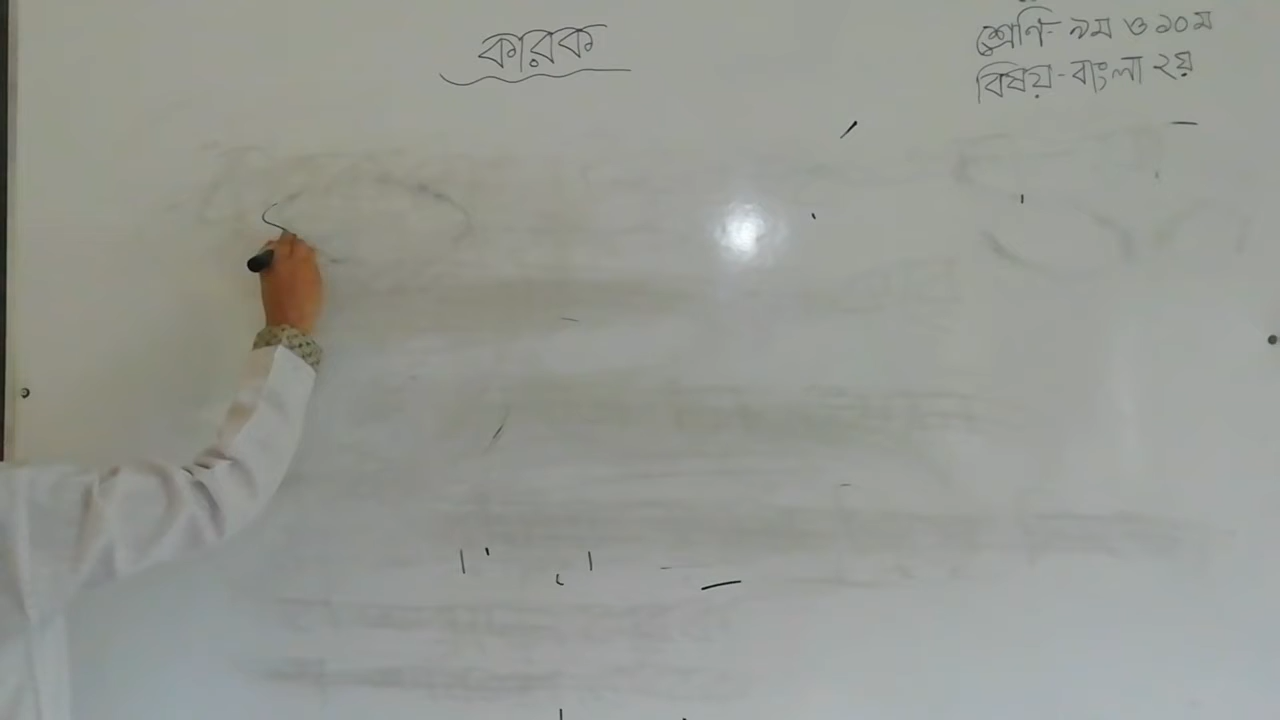 কারক
শ্রেণি- ৯ম ও ১০ম
বিষয়-বাংলা ২য়